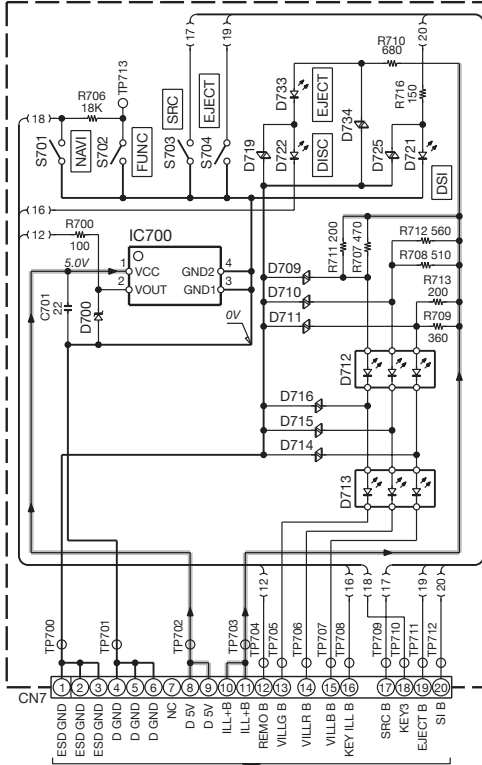 17
19
20
R710
680
TP713
R706
18K
SRC
EJECT
D733
EJECT
D734
R716
150
18
S701
NAVI
S702
FUNC
S703
S704
D719
D722
DISC
D725
D721
DSI
16
12
R700
100
IC700
5.0V
1
VCC
2
VOUT
GND2
4
GND1
3
C701
22
D700
0V
R711 200
R707 470
R712 560
R708 510
R713
200
R709
360
D709
D710
D711
D712
D716
D715
D714
D713
12
16
18
17
19
20
TP700
TP701
TP702
TP703
TP704
TP705
TP706
TP707
TP708
TP709
TP710
TP711
TP712
CN7
1
2
3
4
5
6
7
8
9
10
11
12
13
14
15
16
17
18
19
20
ESD GND
ESD GND
ESD GND
D GND
D GND
D GND
NC
D 5V
D 5V
ILL+B
ILL+B
REMO B
VILLG B
VILLR B
VILLB B
KEY ILL B
SRC B
KEY3
EJECT B
SI B